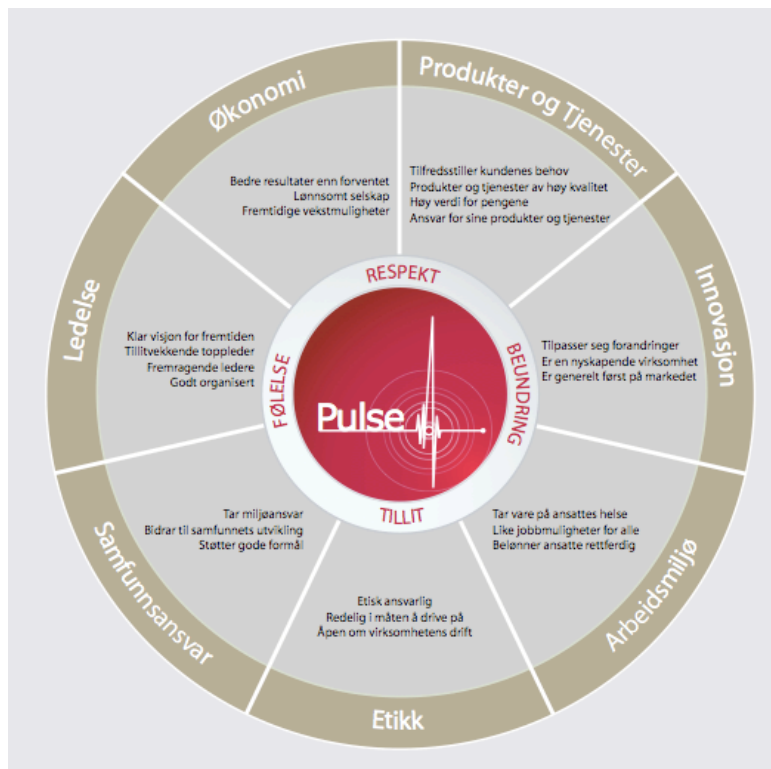 Økonomi
Bedre resultater enn forventet
Lønnsomt selskap
Fremtidige vekstmuligheter
Produkter og Tjenester
Tilfredsstiller kundenes behov
Produkter og tjenester av høy kvalitet
Høy verdi for pengene
Ansvar for sine produkter og tjenester
Innovasjon
Tilpasser seg forandringer
Er en nyskapende virksomhet
Er generelt først på markedet
Arbeidsmiljø
Tar vare på ansattes helse
Like jobbmuligheter for alle
Belønner ansatte rettferdig
Etikk
Etisk ansvarlig
Redelig i måten å drive på
Åpen om virksomhetens drift
Samfunnsansvar
Tar miljøansvar
Bidrar til samfunnets utvikling
Støtter gode formål
Ledelse
Klar visjon for fremtiden
Tillitvekkende toppleder
Fremragende ledere
Godt organisert
RESPEKT
BEUNDRING
TILLIT
FØLELSE
Pulse